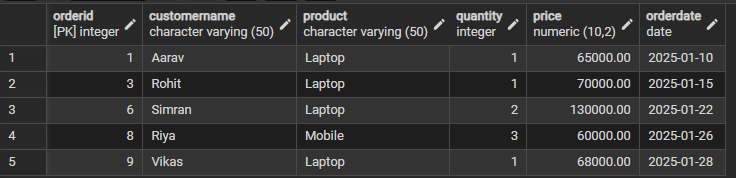 orderid customername product quantity price orderdate
[PK] integer character varying (50) character varying (50) integer numeric (10,2) date
1 1 Aarav Laptop 1 65000.00 2025-01-10
2 3 Rohit Laptop 1 70000.00 2025-01-15
3 6 Simran Laptop 2 130000.00 2025-01-22
4 8 Riya Mobile 3 60000.00 2025-01-26
5 9 Vikas Laptop 1 68000.00 2025-01-28